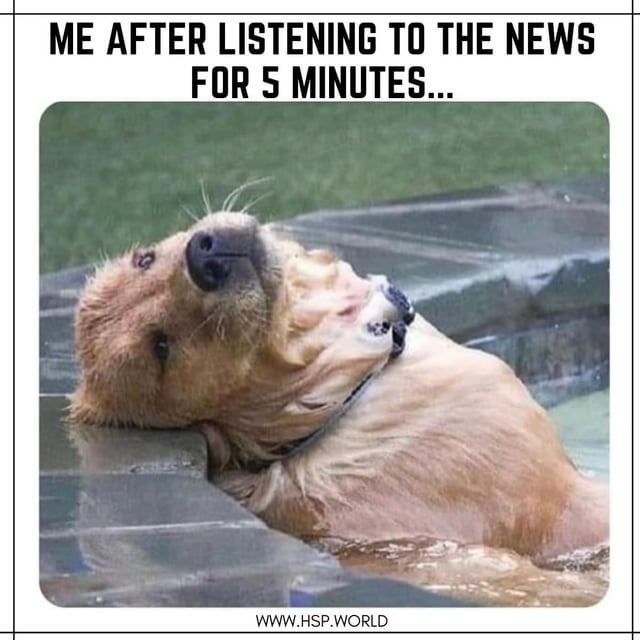 ME AFTER LISTENING TO THE NEWS
FOR 5 MINUTES...
WWW.HSP.WORLD